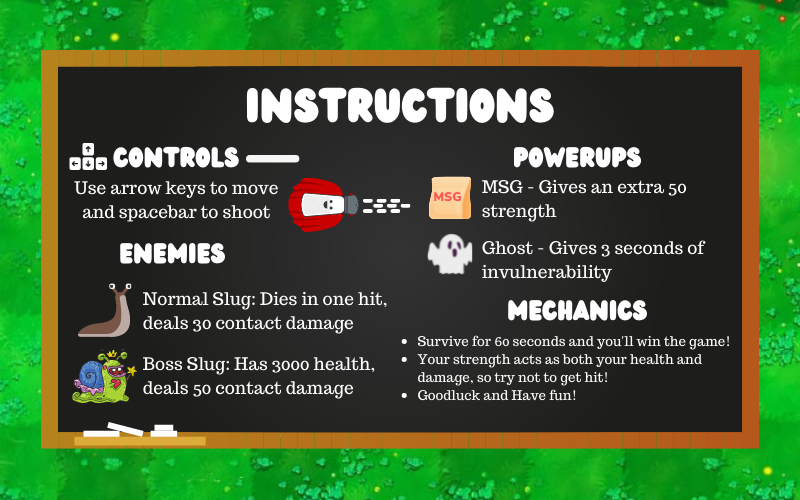 INSTRUCTIONS
CONTROLS
Use arrow keys to move
and spacebar to shoot
ENEMIES
Normal Slug: Dies in one hit,
deals 30 contact damage
Boss Slug: Has 3000 health,
deals 50 contact damage
POWERUPS
MSG
MSG - Gives an extra 50
strength
Ghost - Gives 3 seconds of
invulnerability
MECHANICS
• Survive for 60 seconds and you'll win the game!
• Your strength acts as both your health and
damage, so try not to get hit!
• Goodluck and Have fun!